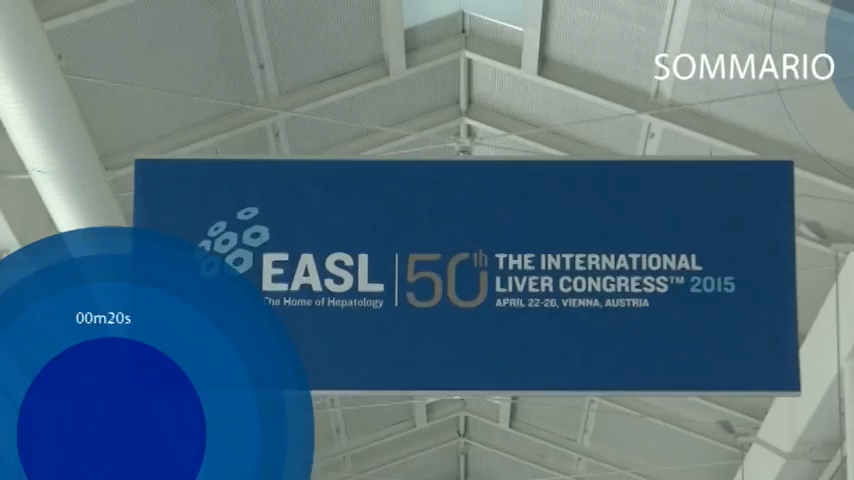 SOMMARIO
EASL
The Home of Hepatology
50th
THE INTERNATIONAL
LIVER CONGRESS™ 2015
APRIL 22-26, VIENNA, AUSTRIA
00m20s